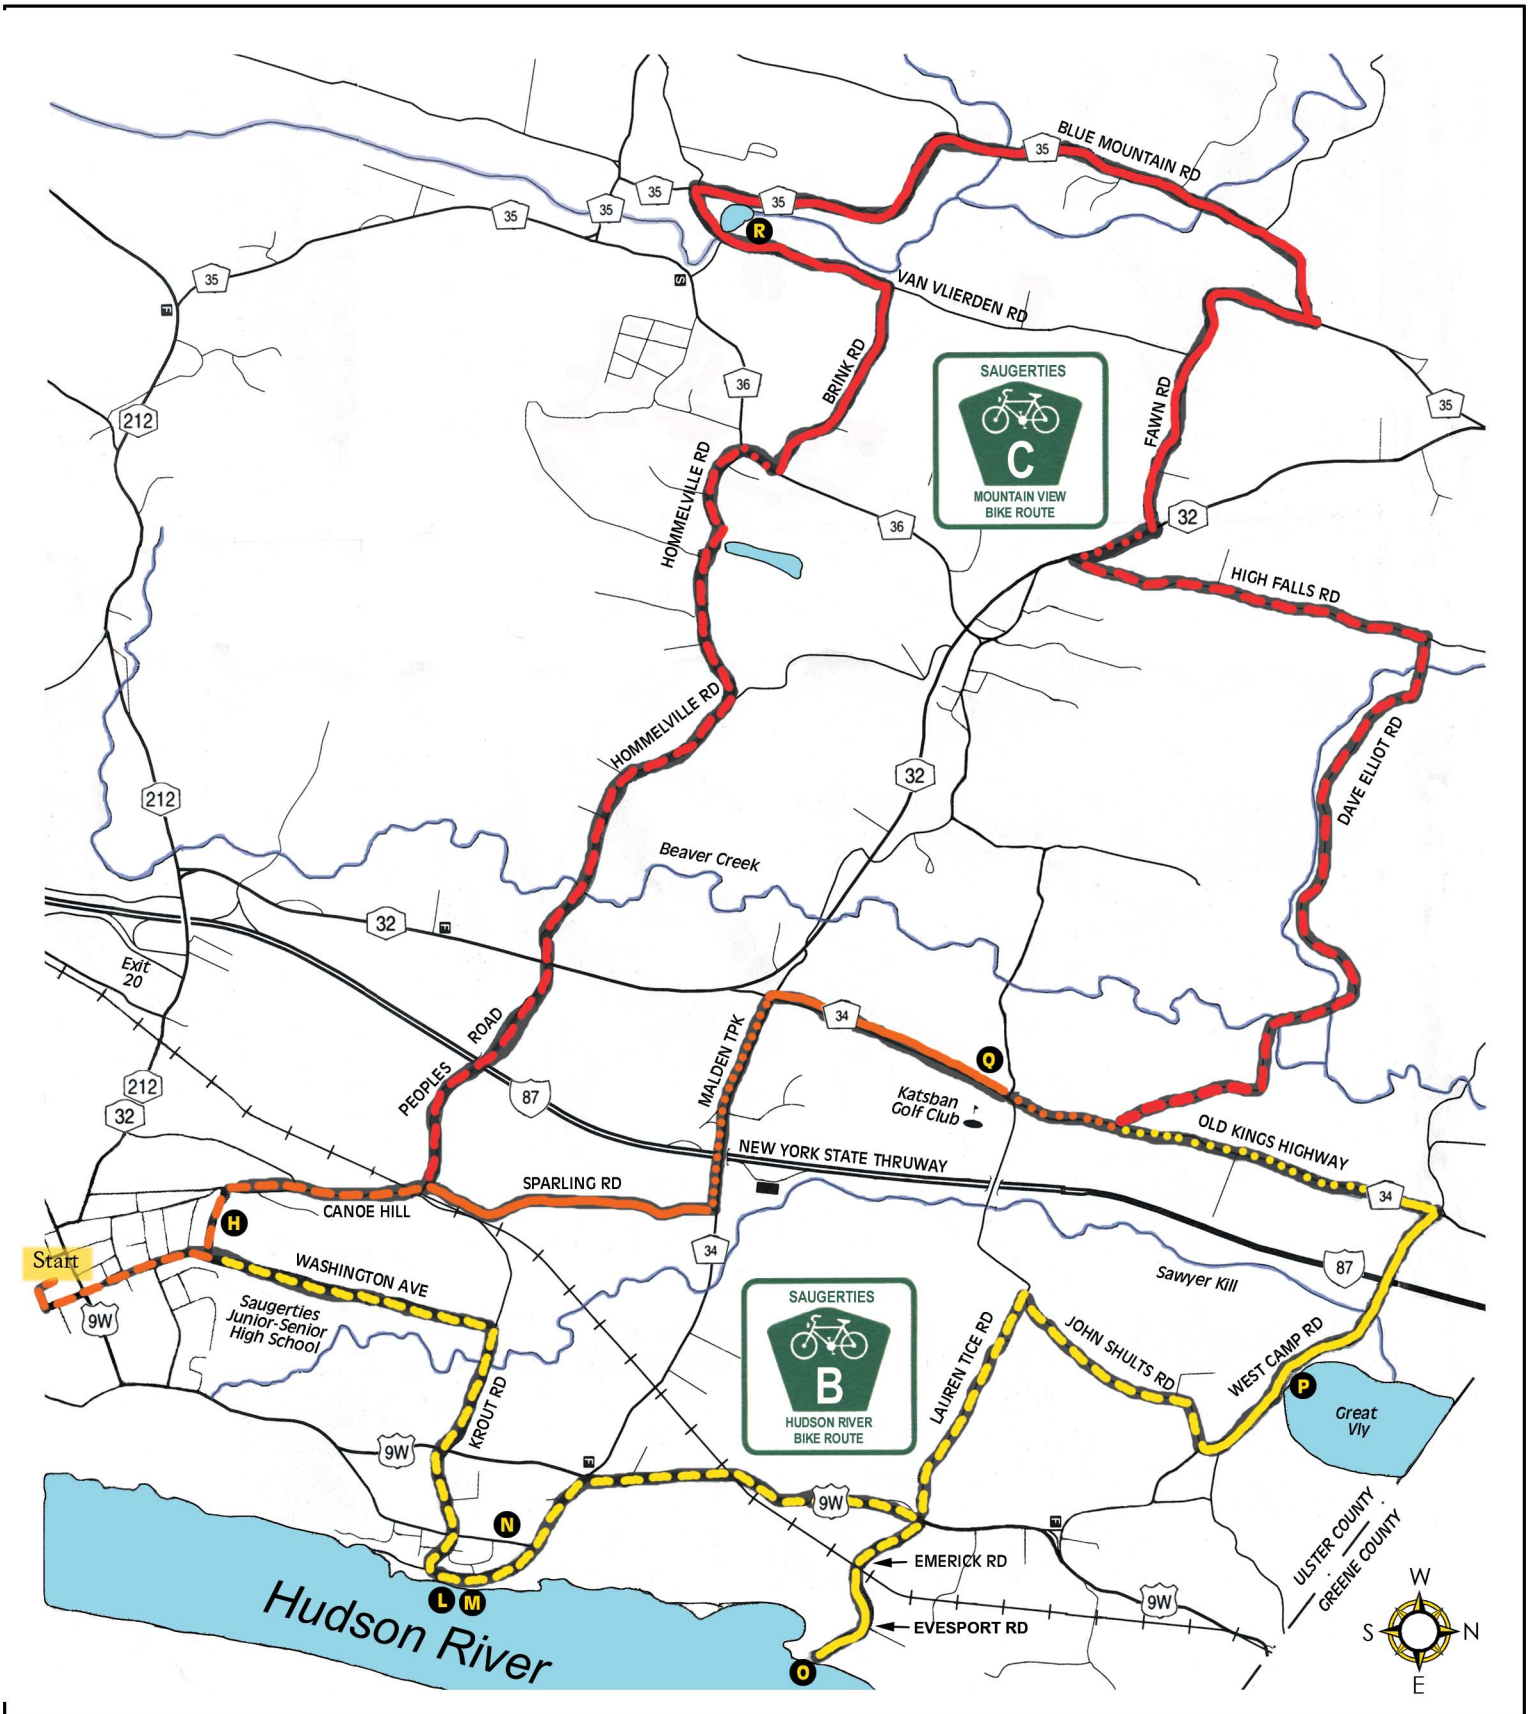 BLUE MOUNTAIN RD
35
35
35
35
35
R
35
VAN VLIERDEN RD
F
S
BRINK RD
36
SAUGERTIES
C
MOUNTAIN VIEW
BIKE ROUTE
FAWN RD
35
212
HOMMELVILLE RD
36
32
HIGH FALLS RD
HOMMELVILLE RD
32
DAVE ELLIOT RD
212
Beaver Creek
32
F
Exit
20
PEOPLES ROAD
MALDEN TPK
34
Q
Katsban
Golf Club
212
32
87
OLD KINGS HIGHWAY
NEW YORK STATE THRUWAY
SPARLING RD
CANOE HILL
H
34
34
Start
WASHINGTON AVE
Saugerties
Junior-Senior
High School
9W
Sawyer Kill
87
SAUGERTIES
B
HUDSON RIVER
BIKE ROUTE
LAUREN TICE RD
JOHN SHULTS RD
WEST CAMP RD
P
Great
Vly
KROUT RD
9W
F
9W
N
F
ULSTER COUNTY
GREENE COUNTY
EMERICK RD
L
M
9W
EVESPORT RD
Hudson River
O
W
S
N
E